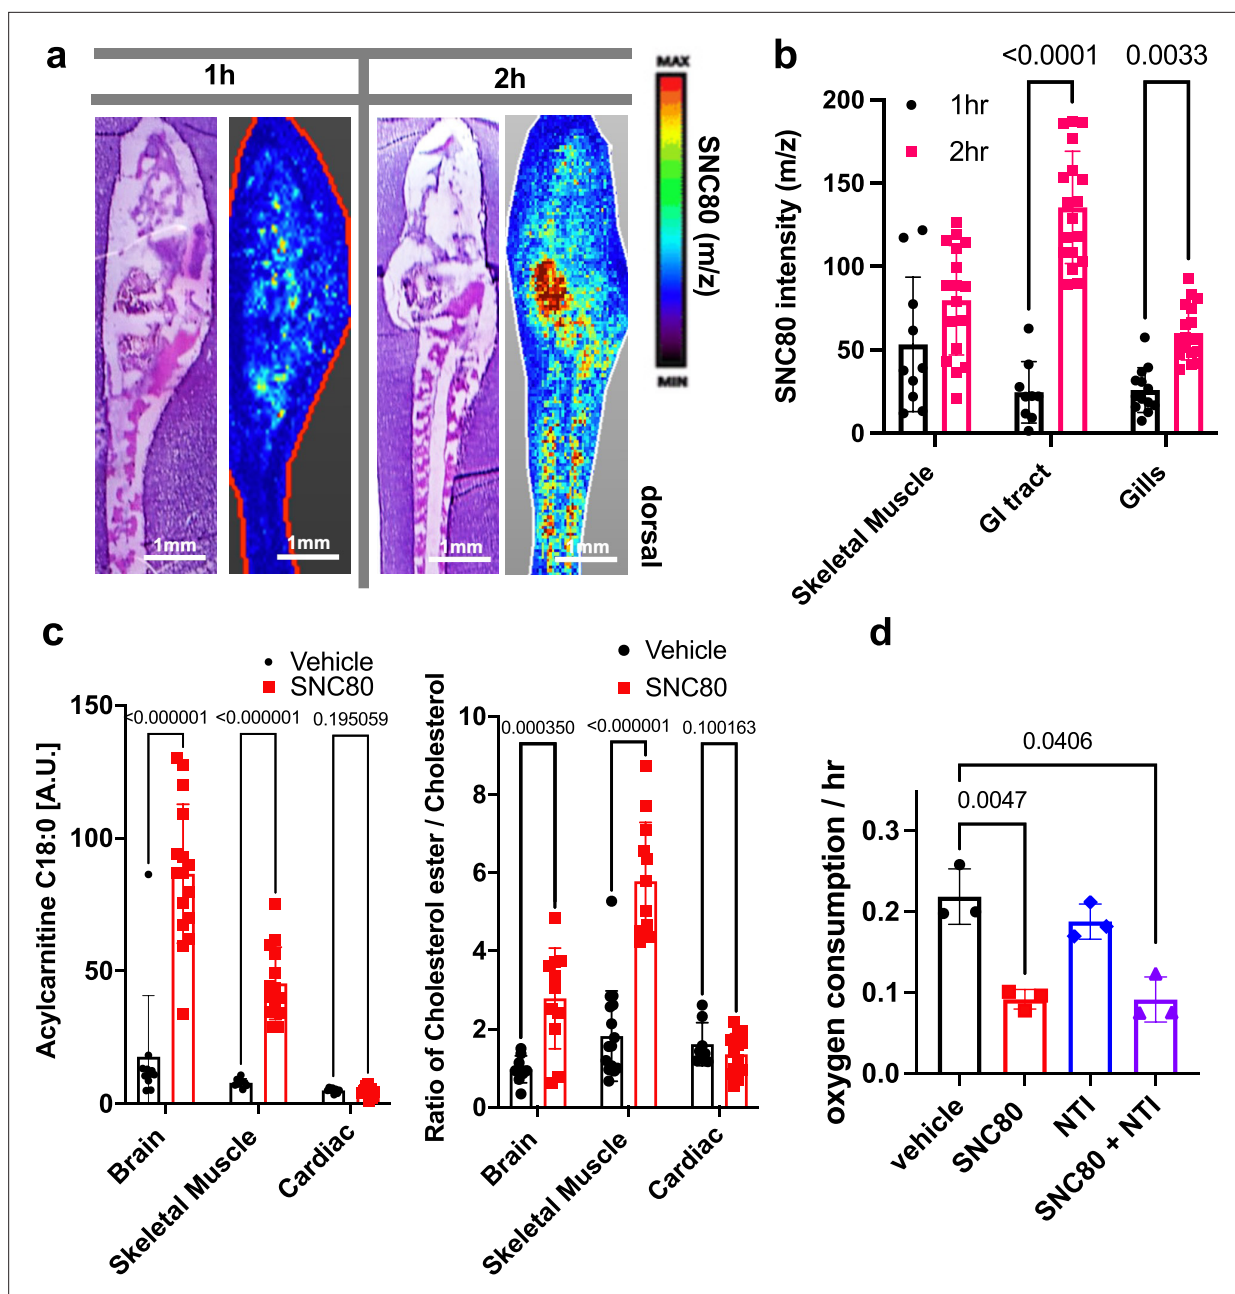 a
1h
2h
MAX
SNC80 (m/z)
MIN
1mm
1mm
1mm
1mm
dorsal
b
<0.0001
0.0033
1hr
2hr
SNC80 intensity (m/z)
200
150
100
50
0
Skeletal Muscle
GI tract
Gills
c
Vehicle
SNC80
<0.000001
<0.000001
0.195059
Acylcarnitine C18:0 [A.U.]
150
100
50
0
Brain
Skeletal Muscle
Cardiac
Vehicle
SNC80
0.000350
<0.000001
0.100163
Ratio of Cholesterol ester / Cholesterol
10
8
6
4
2
0
Brain
Skeletal Muscle
Cardiac
d
0.0406
0.0047
oxygen consumption / hr
0.3
0.2
0.1
0.0
vehicle
SNC80
NTI
SNC80 + NTI